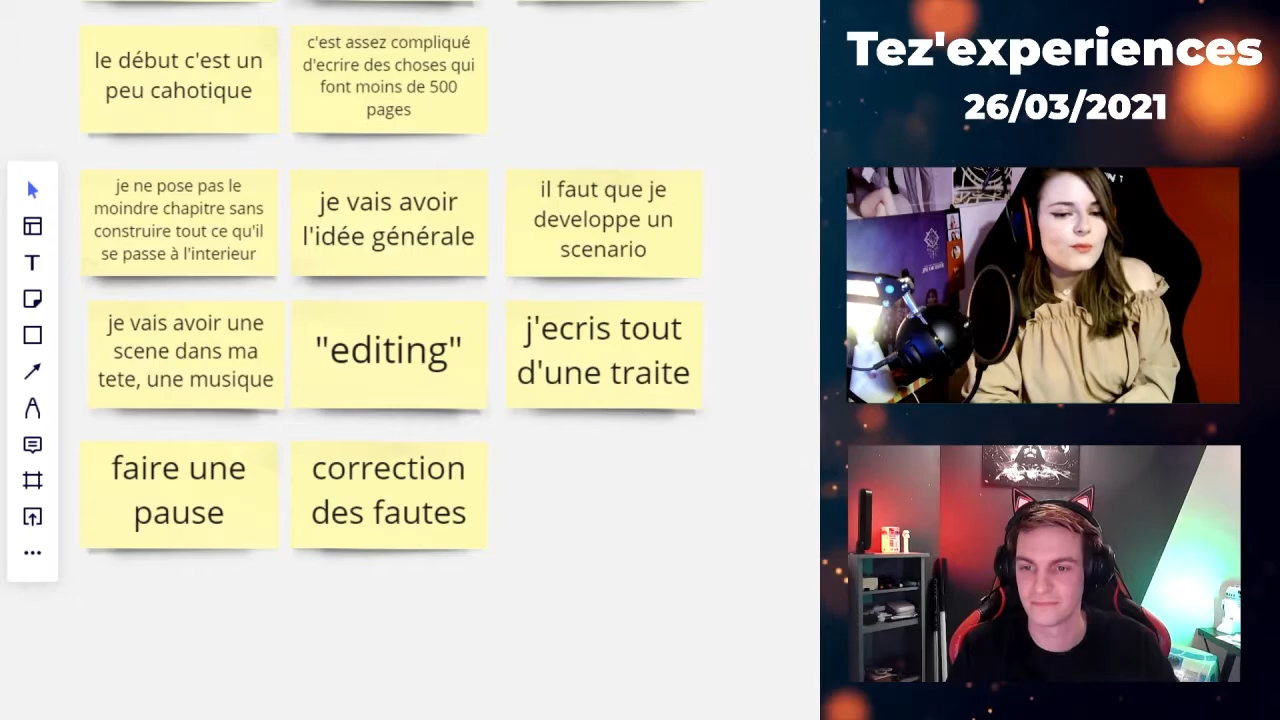 le début c'est un
peu cahotique
c'est assez compliqué
d'ecrire des choses qui
font moins de 500
pages
je ne pose pas le
moindre chapitre sans
construire tout ce qu'il
se passe à l'interieur
je vais avoir
l'idée générale
il faut que je
developpe un
scenario
je vais avoir une
scene dans ma
tete, une musique
"editing"
j'ecris tout
d'une traite
faire une
pause
correction
des fautes
T
Tez'experiences
26/03/2021